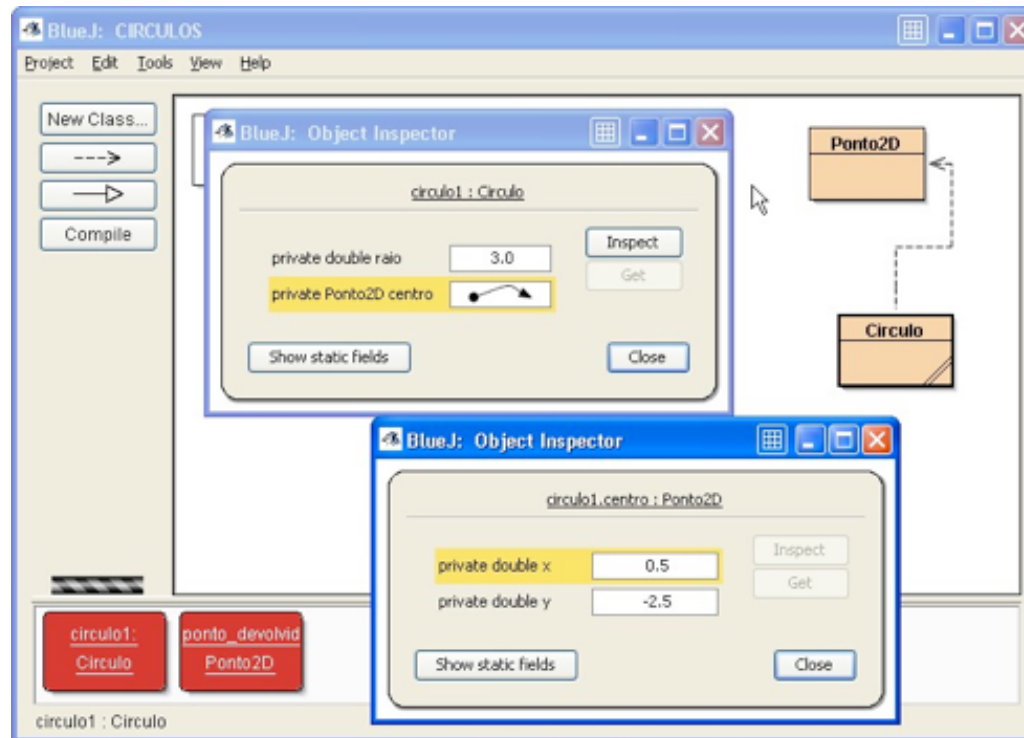 BlueJ: CIRCULOS
Project Edit Tools View Help
New Class...
Compile
BlueJ: Object Inspector
circulo1 : Circulo
private double raio 3.0
Inspect
private Ponto2D centro
Get
Show static fields
Close
Ponto2D
Circulo
BlueJ: Object Inspector
circulo1.centro : Ponto2D
private double x 0.5
Inspect
Get
private double y -2.5
Show static fields
Close
circulo1:
Circulo
ponto_devolvid
Ponto2D
circulo1 : Circulo